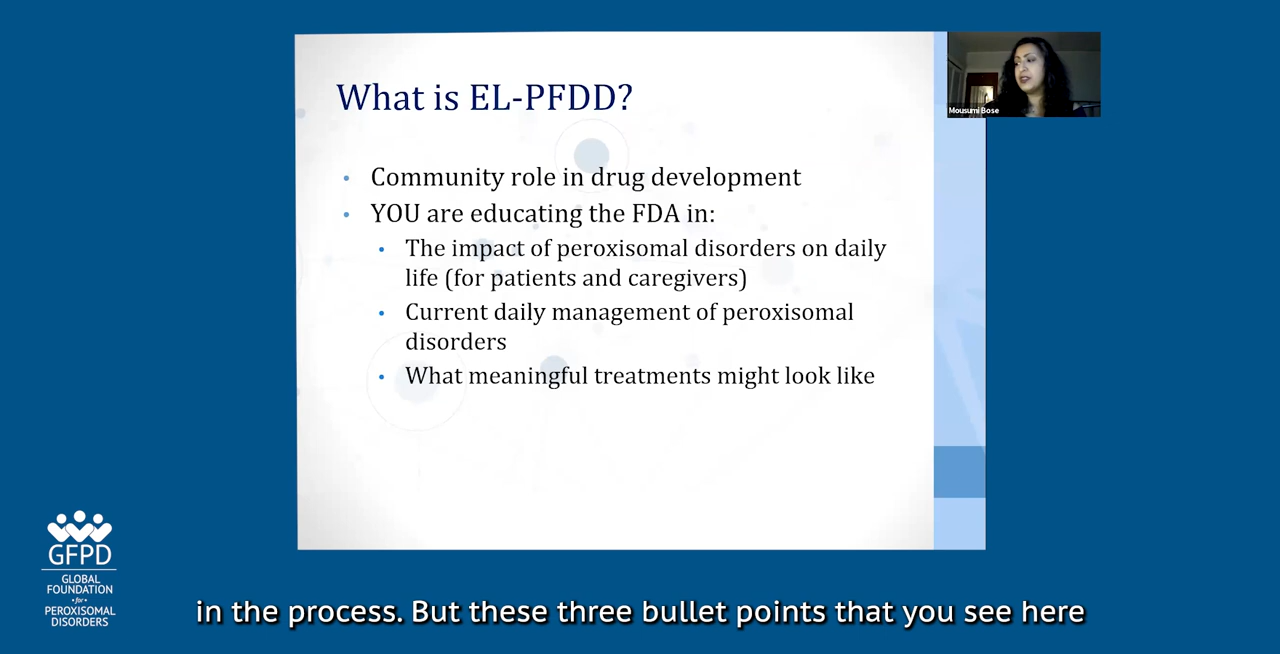 What is EL-PFDD?
Mousumi Bose
• Community role in drug development
• YOU are educating the FDA in:
• The impact of peroxisomal disorders on daily
life (for patients and caregivers)
• Current daily management of peroxisomal
disorders
• What meaningful treatments might look like
GFPD
GLOBAL
FOUNDATION
•for•
PEROXISOMAL
DISORDERS
in the process. But these three bullet points that you see here